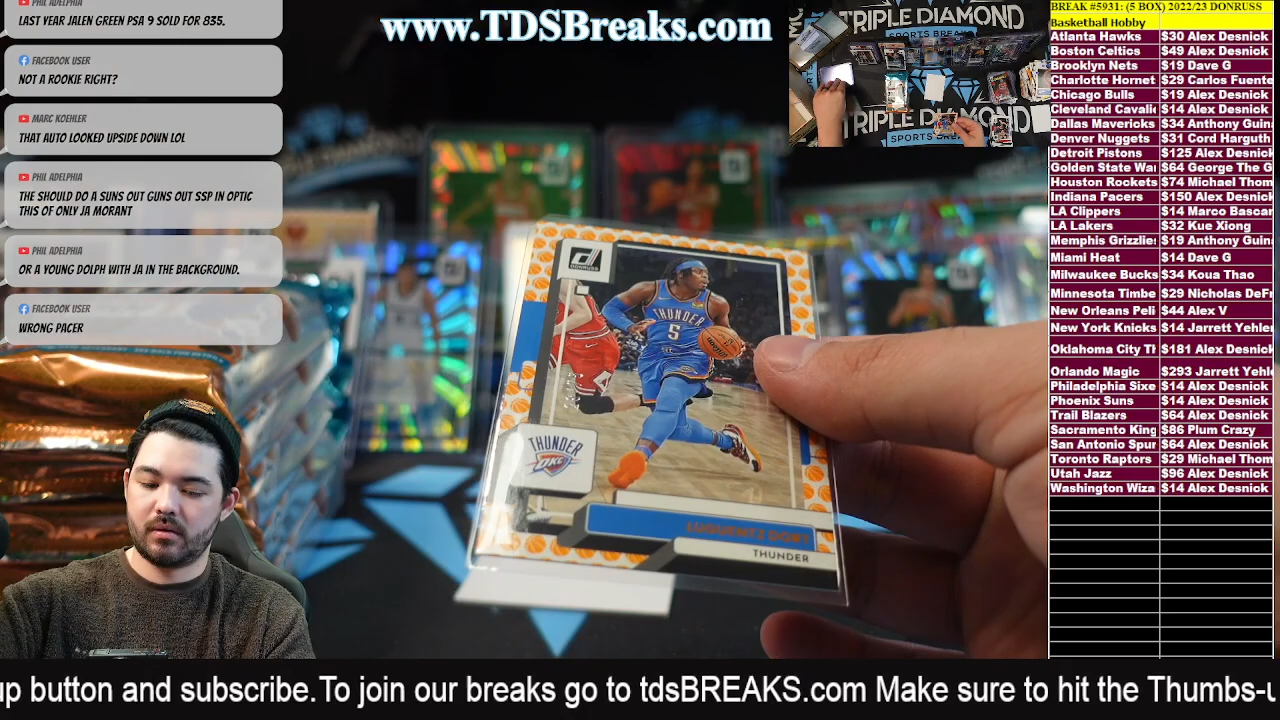 PHIL ADELPHIA
LAST YEAR JALEN GREEN PSA 9 SOLD FOR 835.
FACEBOOK USER
NOT A ROOKIE RIGHT?
MARC KOEHLER
THAT AUTO LOOKED UPSIDE DOWN LOL
PHIL ADELPHIA
THE SHOULD DO A SUNS OUT GUNS OUT SSP IN OPTIC
THIS OF ONLY JA MORANT
PHIL ADELPHIA
OR A YOUNG DOLPH WITH JA IN THE BACKGROUND.
FACEBOOK USER
WRONG PACER
www.TDSBreaks.com
TRIPLE DIAMOND
SPORTS BREAKS
TRIPLE DIAMOND
SPORTS BREA
DONRUSS
THUNDER
5
THUNDER
OKC
LUGUENTZ DORT
THUNDER
BREAK #5931: (5 BOX) 2022/23 DONRUSS
Basketball Hobby
Atlanta Hawks $30 Alex Desnick
Boston Celtics $49 Alex Desnick
Brooklyn Nets $19 Dave G
Charlotte Hornet $29 Carlos Fuente
Chicago Bulls $19 Alex Desnick
Cleveland Cavali $14 Alex Desnick
Dallas Mavericks $34 Anthony Guin
Denver Nuggets $31 Cord Harguth
Detroit Pistons $125 Alex Desnick
Golden State Wa $64 George The G
Houston Rockets $74 Michael Thom
Indiana Pacers $150 Alex Desnick
LA Clippers $14 Marco Bascar
LA Lakers $32 Kue Xiong
Memphis Grizzlie $19 Anthony Guin
Miami Heat $14 Dave G
Milwaukee Bucks $34 Koua Thao
Minnesota Timbe $29 Nicholas DeFr
New Orleans Peli $44 Alex V
New York Knicks $14 Jarrett Yehle
Oklahoma City Th $181 Alex Desnick
Orlando Magic $293 Jarrett Yehl
Philadelphia Sixe $14 Alex Desnick
Phoenix Suns $14 Alex Desnick
Trail Blazers $64 Alex Desnick
Sacramento King $86 Plum Crazy
San Antonio Spur $64 Alex Desnick
Toronto Raptors $29 Michael Thom
Utah Jazz $96 Alex Desnick
Washington Wiza $14 Alex Desnick
up button and subscribe.To join our breaks go to tdsBREAKS.com Make sure to hit the Thumbs-u